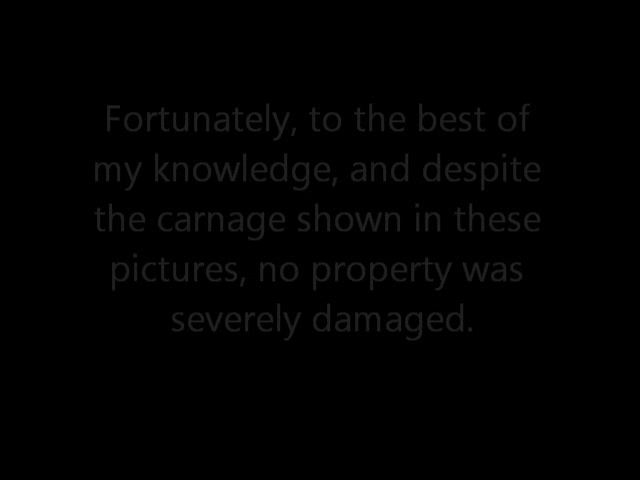 Fortunately, to the best of
my knowledge, and despite
the carnage shown in these
pictures, no property was
severely damaged.